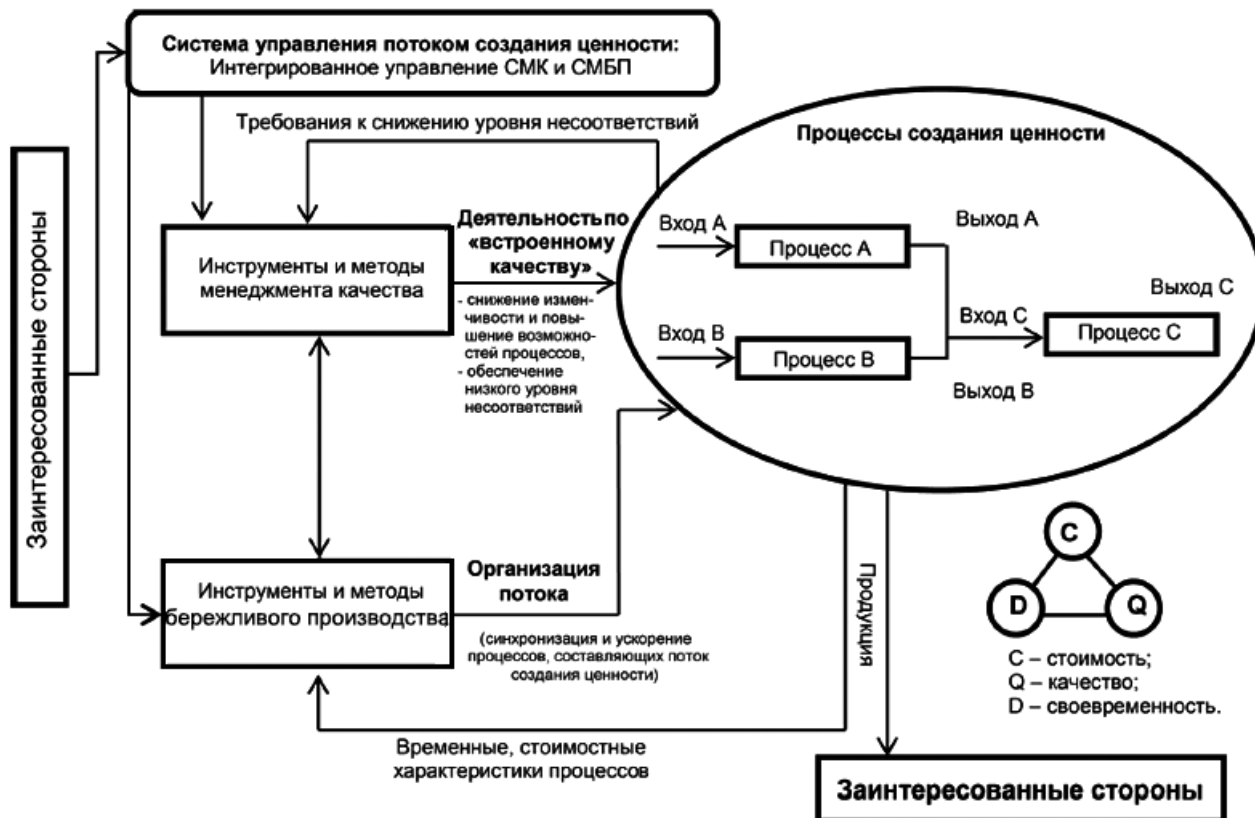 Система управления потоком создания ценности:
Интегрированное управление СМК и СМБП
Заинтересованные стороны
Требования к снижению уровня несоответствий
Инструменты и методы
менеджмента качества
Деятельность по
«встроенному
качеству»
- снижение измен-
чивости и повы-
шение возможно-
стей процессов,
- обеспечение
низкого уровня
несоответствий
Процессы создания ценности
Вход А
Процесс А
Выход А
Вход В
Процесс В
Выход В
Вход С
Процесс С
Выход С
Инструменты и методы
бережливого производства
Организация
потока
(синхронизация и ускорение
процессов, составляющих поток
создания ценности)
Временные, стоимостные
характеристики процессов
Продукция
C
D
Q
C – стоимость;
Q – качество;
D – своевременность.
Заинтересованные стороны